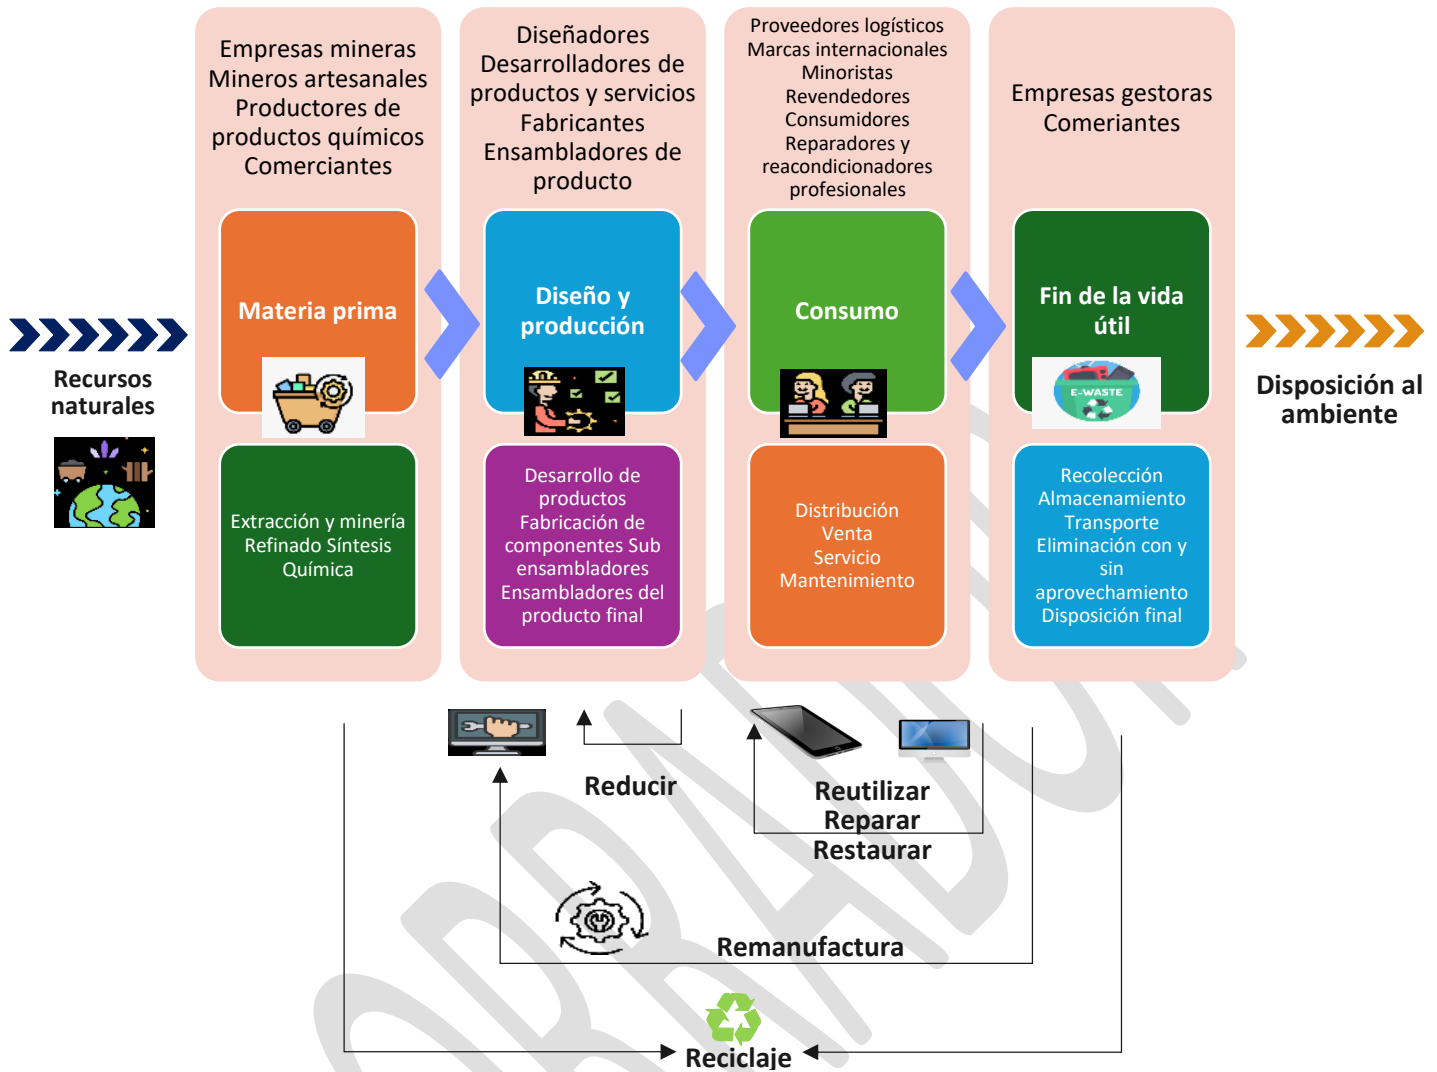 Empresas mineras
Mineros artesanales
Productores de
productos químicos
Comerciantes
Diseñadores
Desarrolladores de
productos y servicios
Fabricantes
Ensambladores de
producto
Proveedores logísticos
Marcas internacionales
Minoristas
Revendedores
Consumidores
Reparadores y
reacondicionadores
profesionales
Empresas gestoras
Comeriantes
Recursos
naturales
Materia prima
Diseño y
producción
Consumo
Fin de la vida
útil
E-WASTE
Disposición al
ambiente
Extracción y minería
Refinado Síntesis
Química
Desarrollo de
productos
Fabricación de
componentes Sub
ensambladores
Ensambladores del
producto final
Distribución
Venta
Servicio
Mantenimiento
Recolección
Almacenamiento
Transporte
Eliminación con y
sin
aprovechamiento
Disposición final
Reducir
Reutilizar
Reparar
Restaurar
Remanufactura
Reciclaje